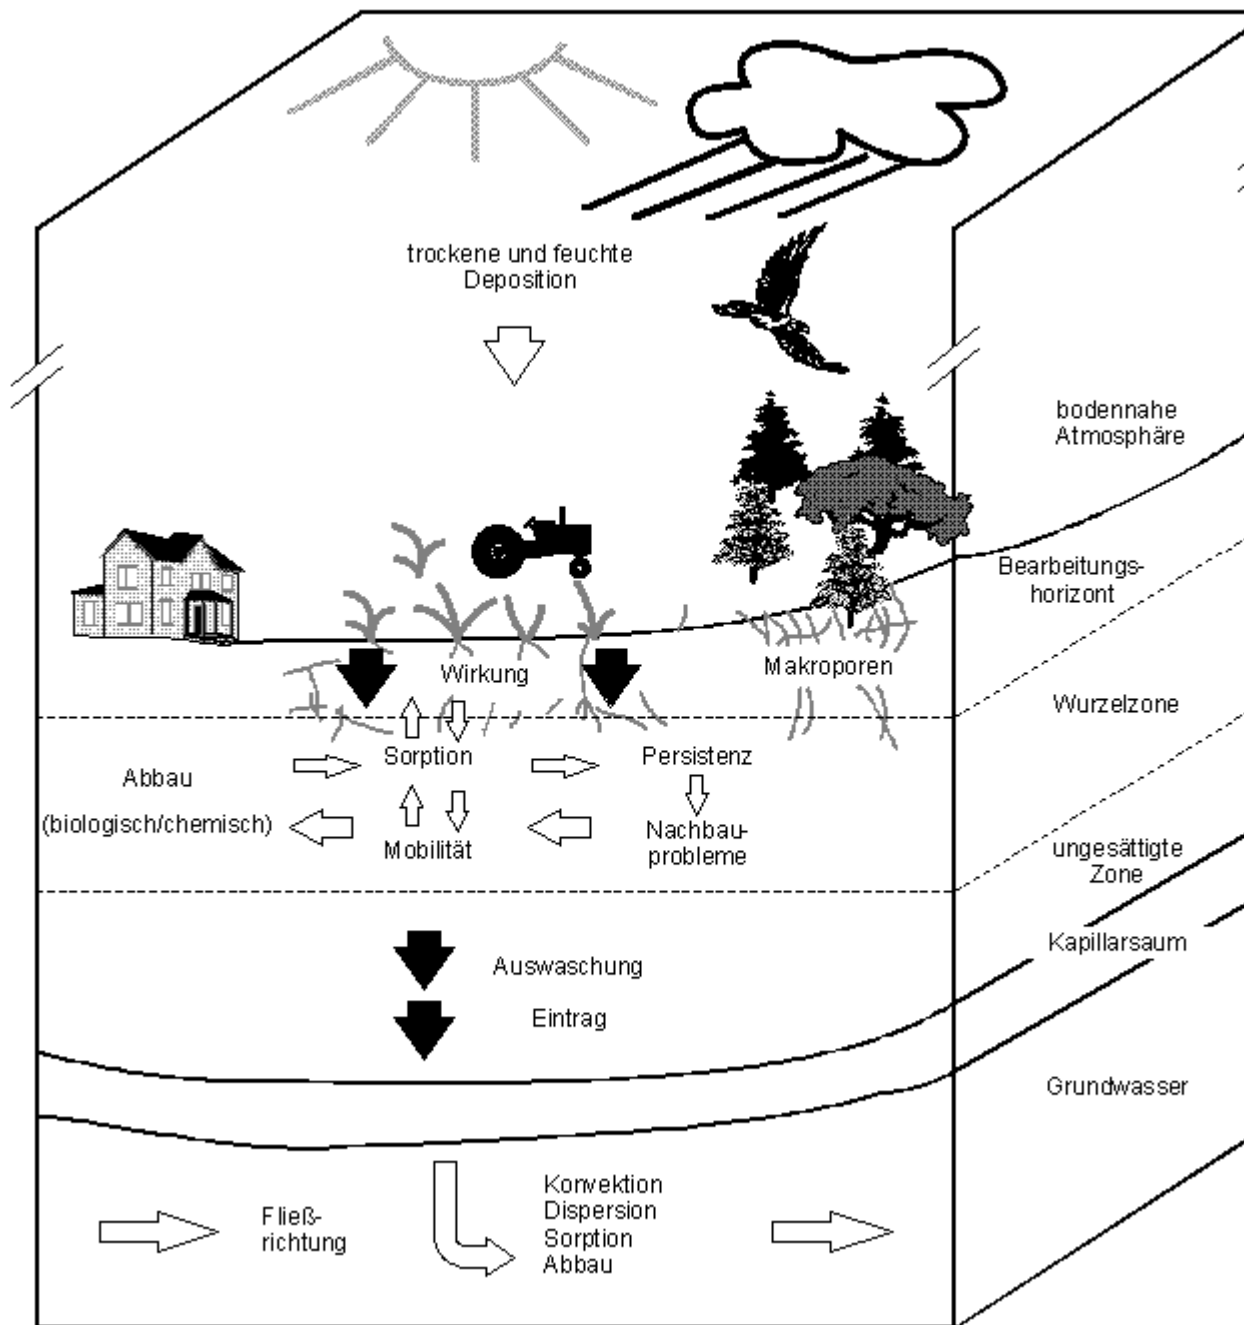 trockene und feuchte
Deposition
bodennahe
Atmosphäre
Bearbeitungs-
horizont
Wirkung
Makroporen
Wurzelzone
Sorption
Persistenz
Abbau
(biologisch/chemisch)
Mobilität
Nachbau-
probleme
ungesättigte
Zone
Kapillarsaum
Auswaschung
Eintrag
Grundwasser
Fließ-
richtung
Konvektion
Dispersion
Sorption
Abbau